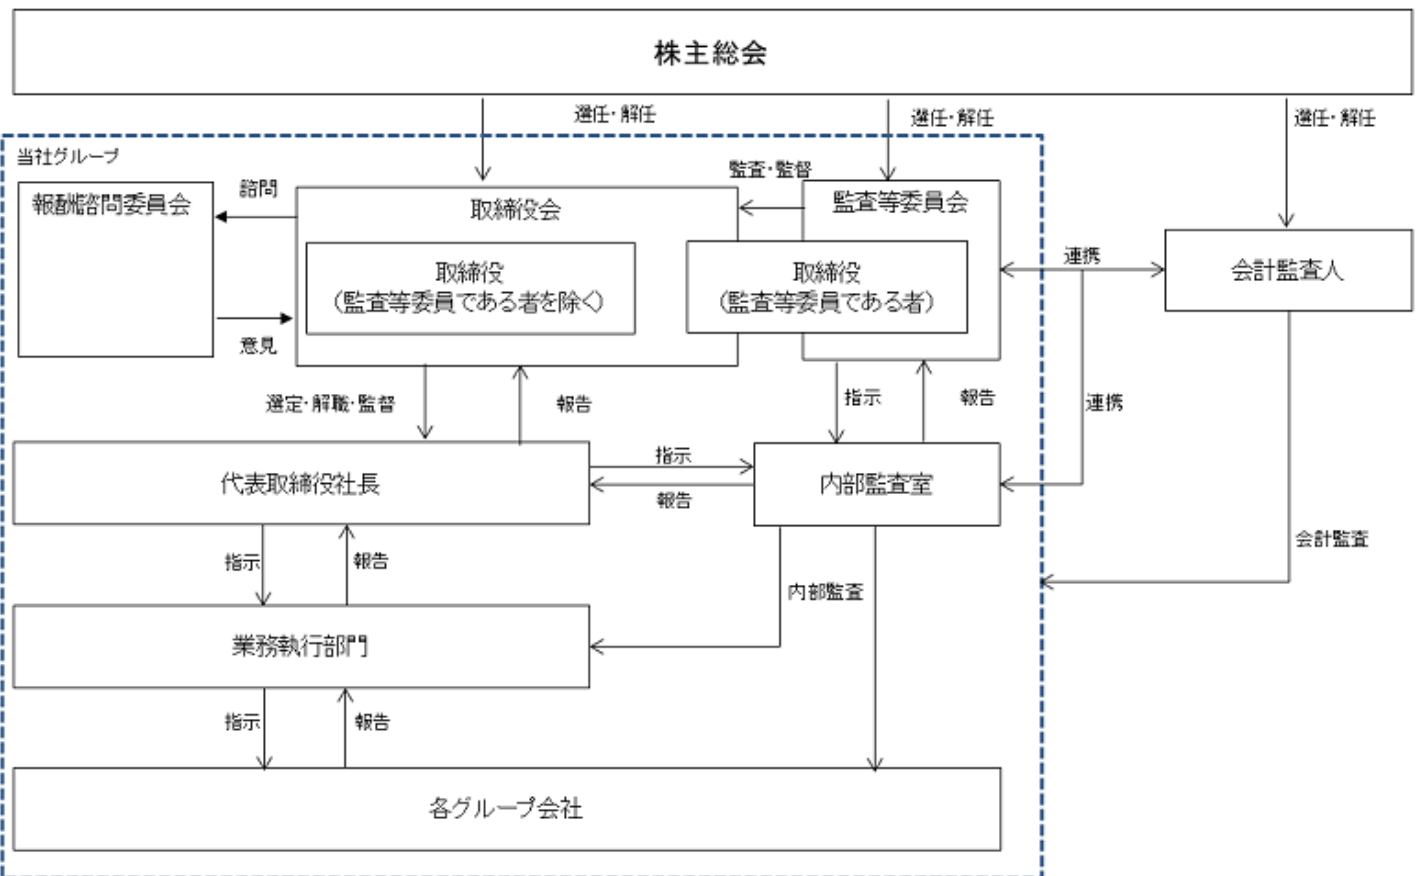 株主総会
選任・解任
選任・解任
選任・解任
当社グループ
監査・監督
報酬諮問委員会
諮問
取締役会
監査等委員会
取締役
(監査等委員である者を除く)
取締役
(監査等委員である者)
連携
会計監査人
意見
選定・解職・監督
報告
指示
報告
連携
代表取締役社長
指示
報告
内部監査室
指示
報告
会計監査
内部監査
業務執行部門
指示
報告
各グループ会社